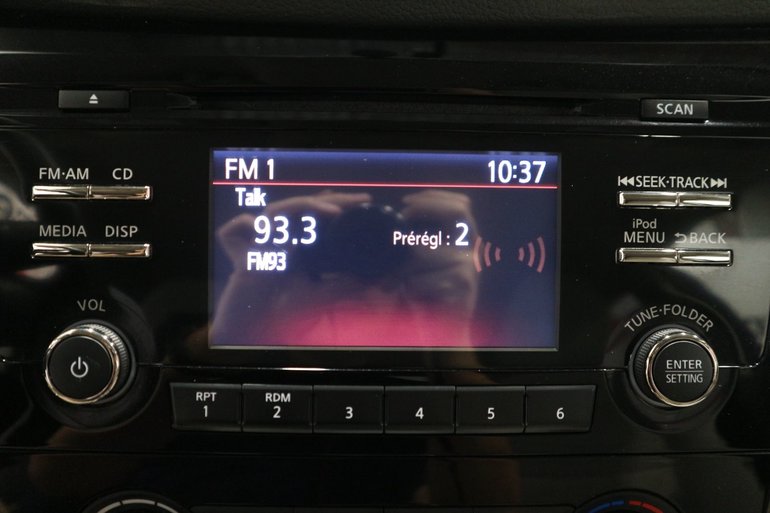 SCAN
FM·AM CD
FM 1 10:37
SEEK·TRACK
Talk
93.3
Prérégl : 2
FM93
iPod
MEDIA DISP
MENU BACK
VOL
TUNE·FOLDER
ENTER
SETTING
RPT RDM
1 2 3 4 5 6